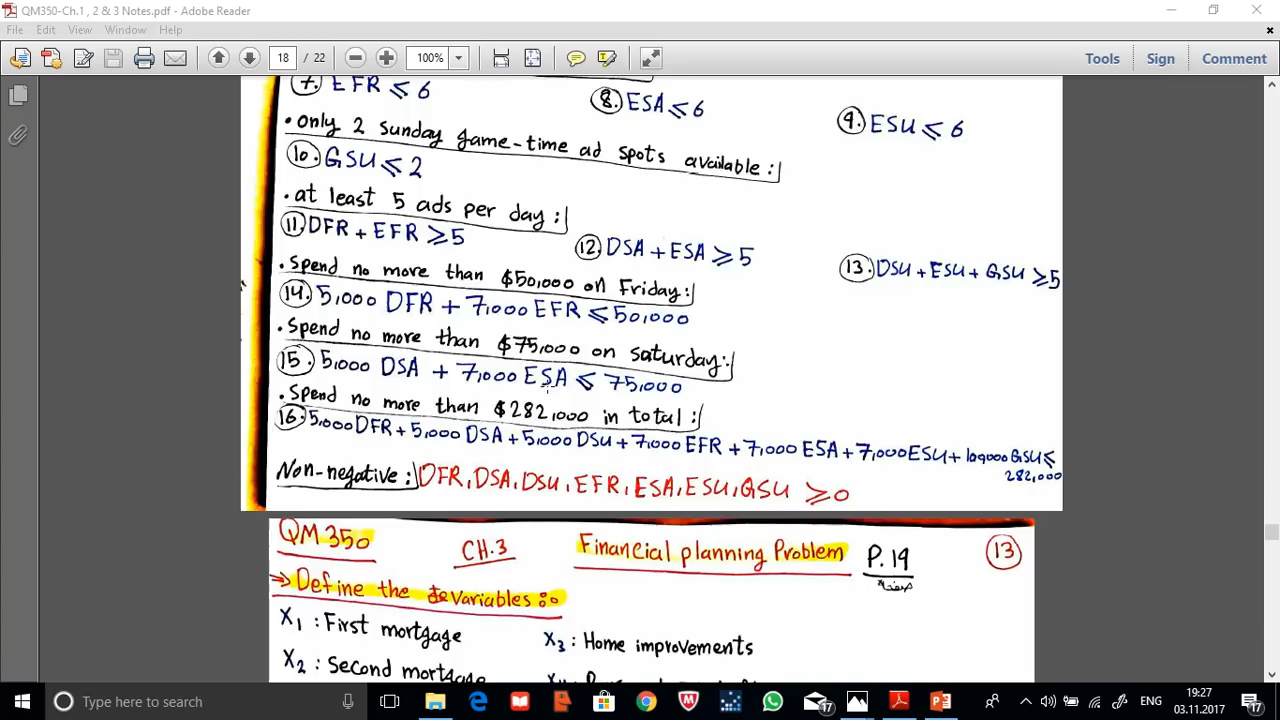 QM350-Ch.1, 2 & 3 Notes.pdf - Adobe Reader
File Edit View Window Help
18 / 22 100% Tools Sign Comment
7. EFR ≤ 6 8. ESA ≤ 6 9. ESU ≤ 6
• only 2 sunday game-time ad spots available:
10. GSU ≤ 2
• at least 5 ads per day:
11. DFR + EFR ≥ 5 12. DSA + ESA ≥ 5 13. DSU + ESU + GSU ≥ 5
• Spend no more than $50,000 on Friday:
14. 5,000 DFR + 7,000 EFR ≤ 50,000
• Spend no more than $75,000 on saturday:
15. 5,000 DSA + 7,000 ESA ≤ 75,000
• Spend no more than $282,000 in total:
16. 5,000 DFR + 5,000 DSA + 5,000 DSU + 7,000 EFR + 7,000 ESA + 7,000 ESU + 100,000 GSU ≤
282,000
Non-negative: DFR, DSA, DSU, EFR, ESA, ESU, GSU ≥ 0
QM 350 CH.3 Financial planning Problem P.19 13
→ Define the variables :•
X1 : First mortgage X3 : Home improvements
X2 : Second mortgage
Type here to search
ENG 19:27
03.11.2017
17
17